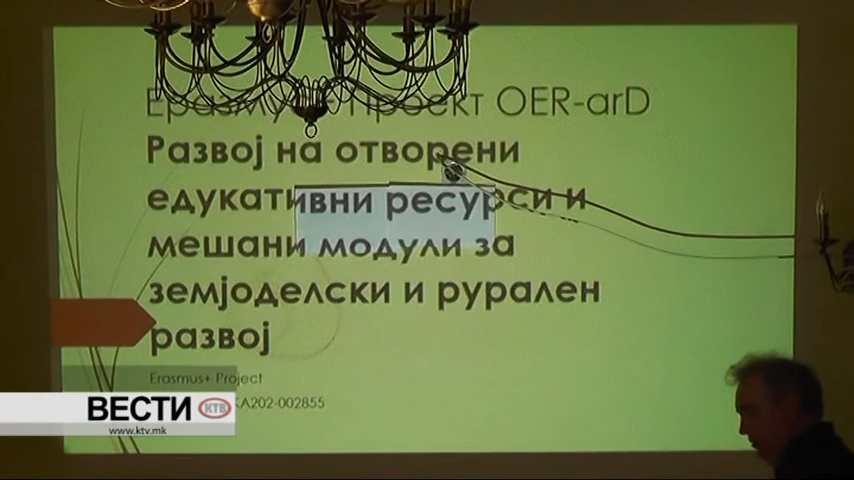 Проект OER-arD
Развој на отворени
едукативни ресурси и
мешани модули за
земјоделски и рурален
развој
Erasmus+ Project
KA202-002855
ВЕСТИ КТВ
www.ktv.mk